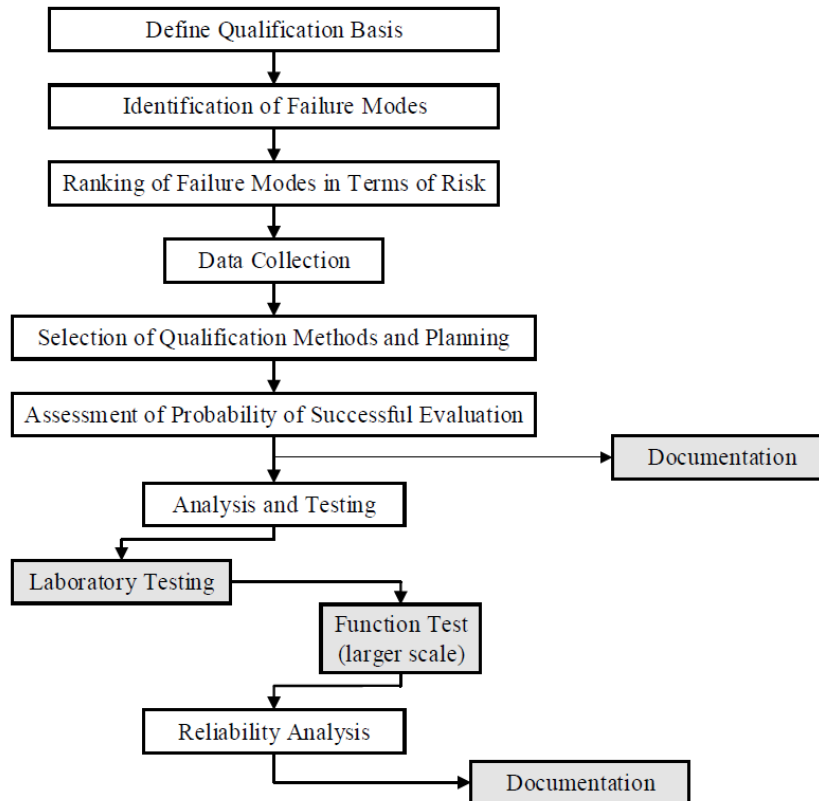 Define Qualification Basis
Identification of Failure Modes
Ranking of Failure Modes in Terms of Risk
Data Collection
Selection of Qualification Methods and Planning
Assessment of Probability of Successful Evaluation
Documentation
Analysis and Testing
Laboratory Testing
Function Test
(larger scale)
Reliability Analysis
Documentation